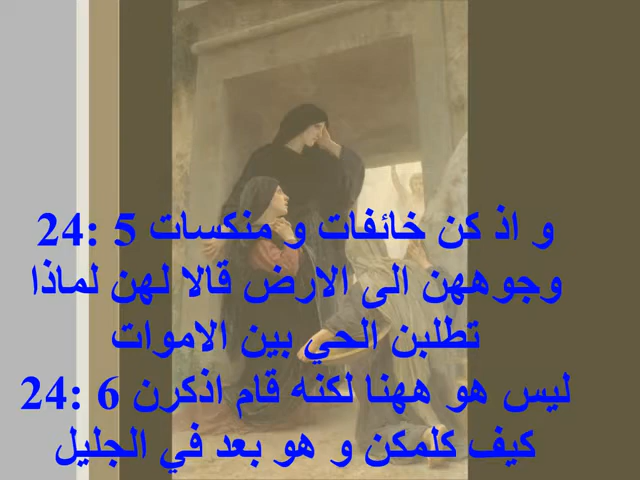 24: 5 و اذ كن خائفات و منكسات
وجوههن الى الارض قالا لهن لماذا
تطلبن الحي بين الاموات
24: 6 ليس هو ههنا لكنه قام اذكرن
كيف كلمكن و هو بعد في الجليل